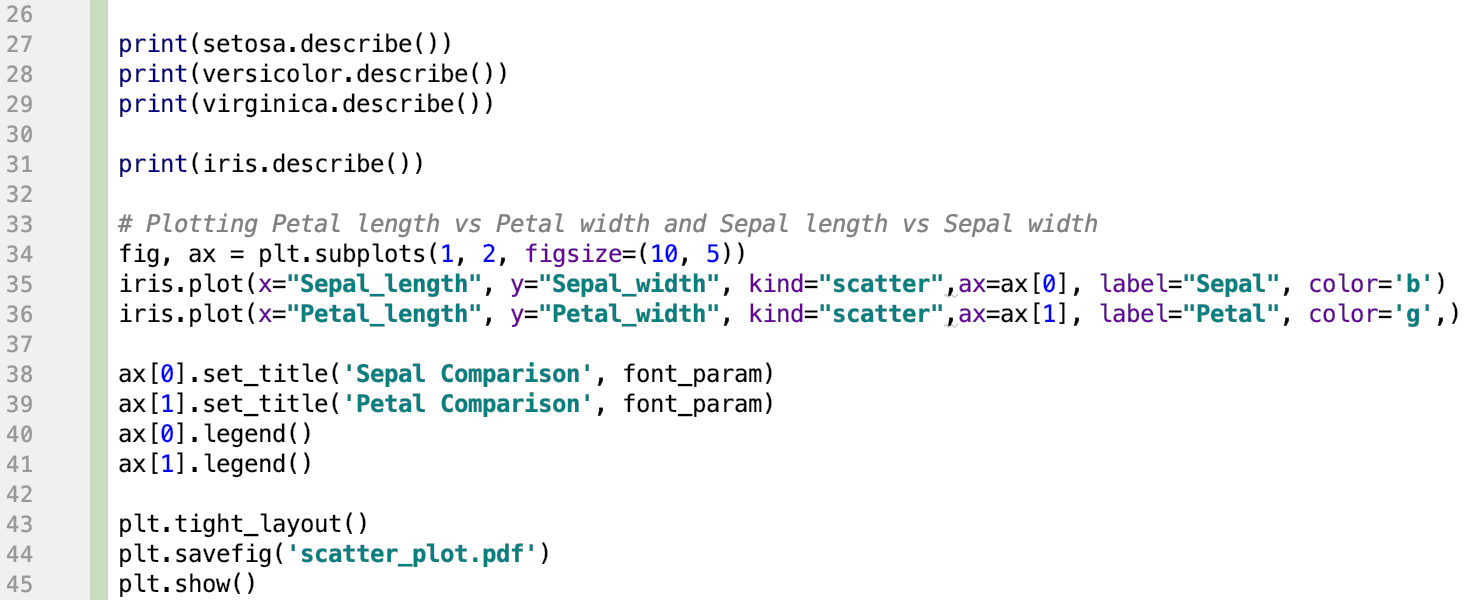 26
27 print(setosa.describe())
28 print(versicolor.describe())
29 print(virginica.describe())
30
31 print(iris.describe())
32
33 # Plotting Petal length vs Petal width and Sepal length vs Sepal width
34 fig, ax = plt.subplots(1, 2, figsize=(10, 5))
35 iris.plot(x="Sepal_length", y="Sepal_width", kind="scatter",ax=ax[0], label="Sepal", color='b')
36 iris.plot(x="Petal_length", y="Petal_width", kind="scatter",ax=ax[1], label="Petal", color='g',)
37
38 ax[0].set_title('Sepal Comparison', font_param)
39 ax[1].set_title('Petal Comparison', font_param)
40 ax[0].legend()
41 ax[1].legend()
42
43 plt.tight_layout()
44 plt.savefig('scatter_plot.pdf')
45 plt.show()